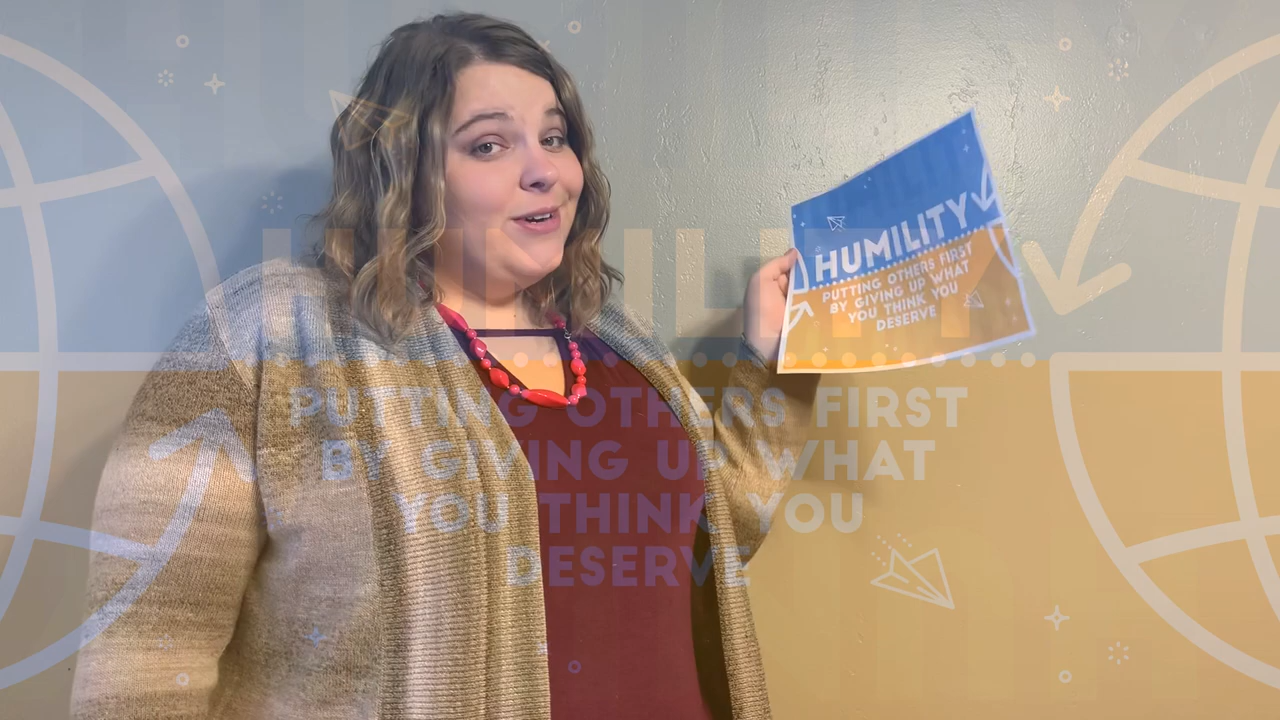 HUMILITY
PUTTING OTHERS FIRST
BY GIVING UP WHAT
YOU THINK YOU
DESERVE
HUMILITY
PUTTING OTHERS FIRST
BY GIVING UP WHAT
YOU THINK YOU
DESERVE